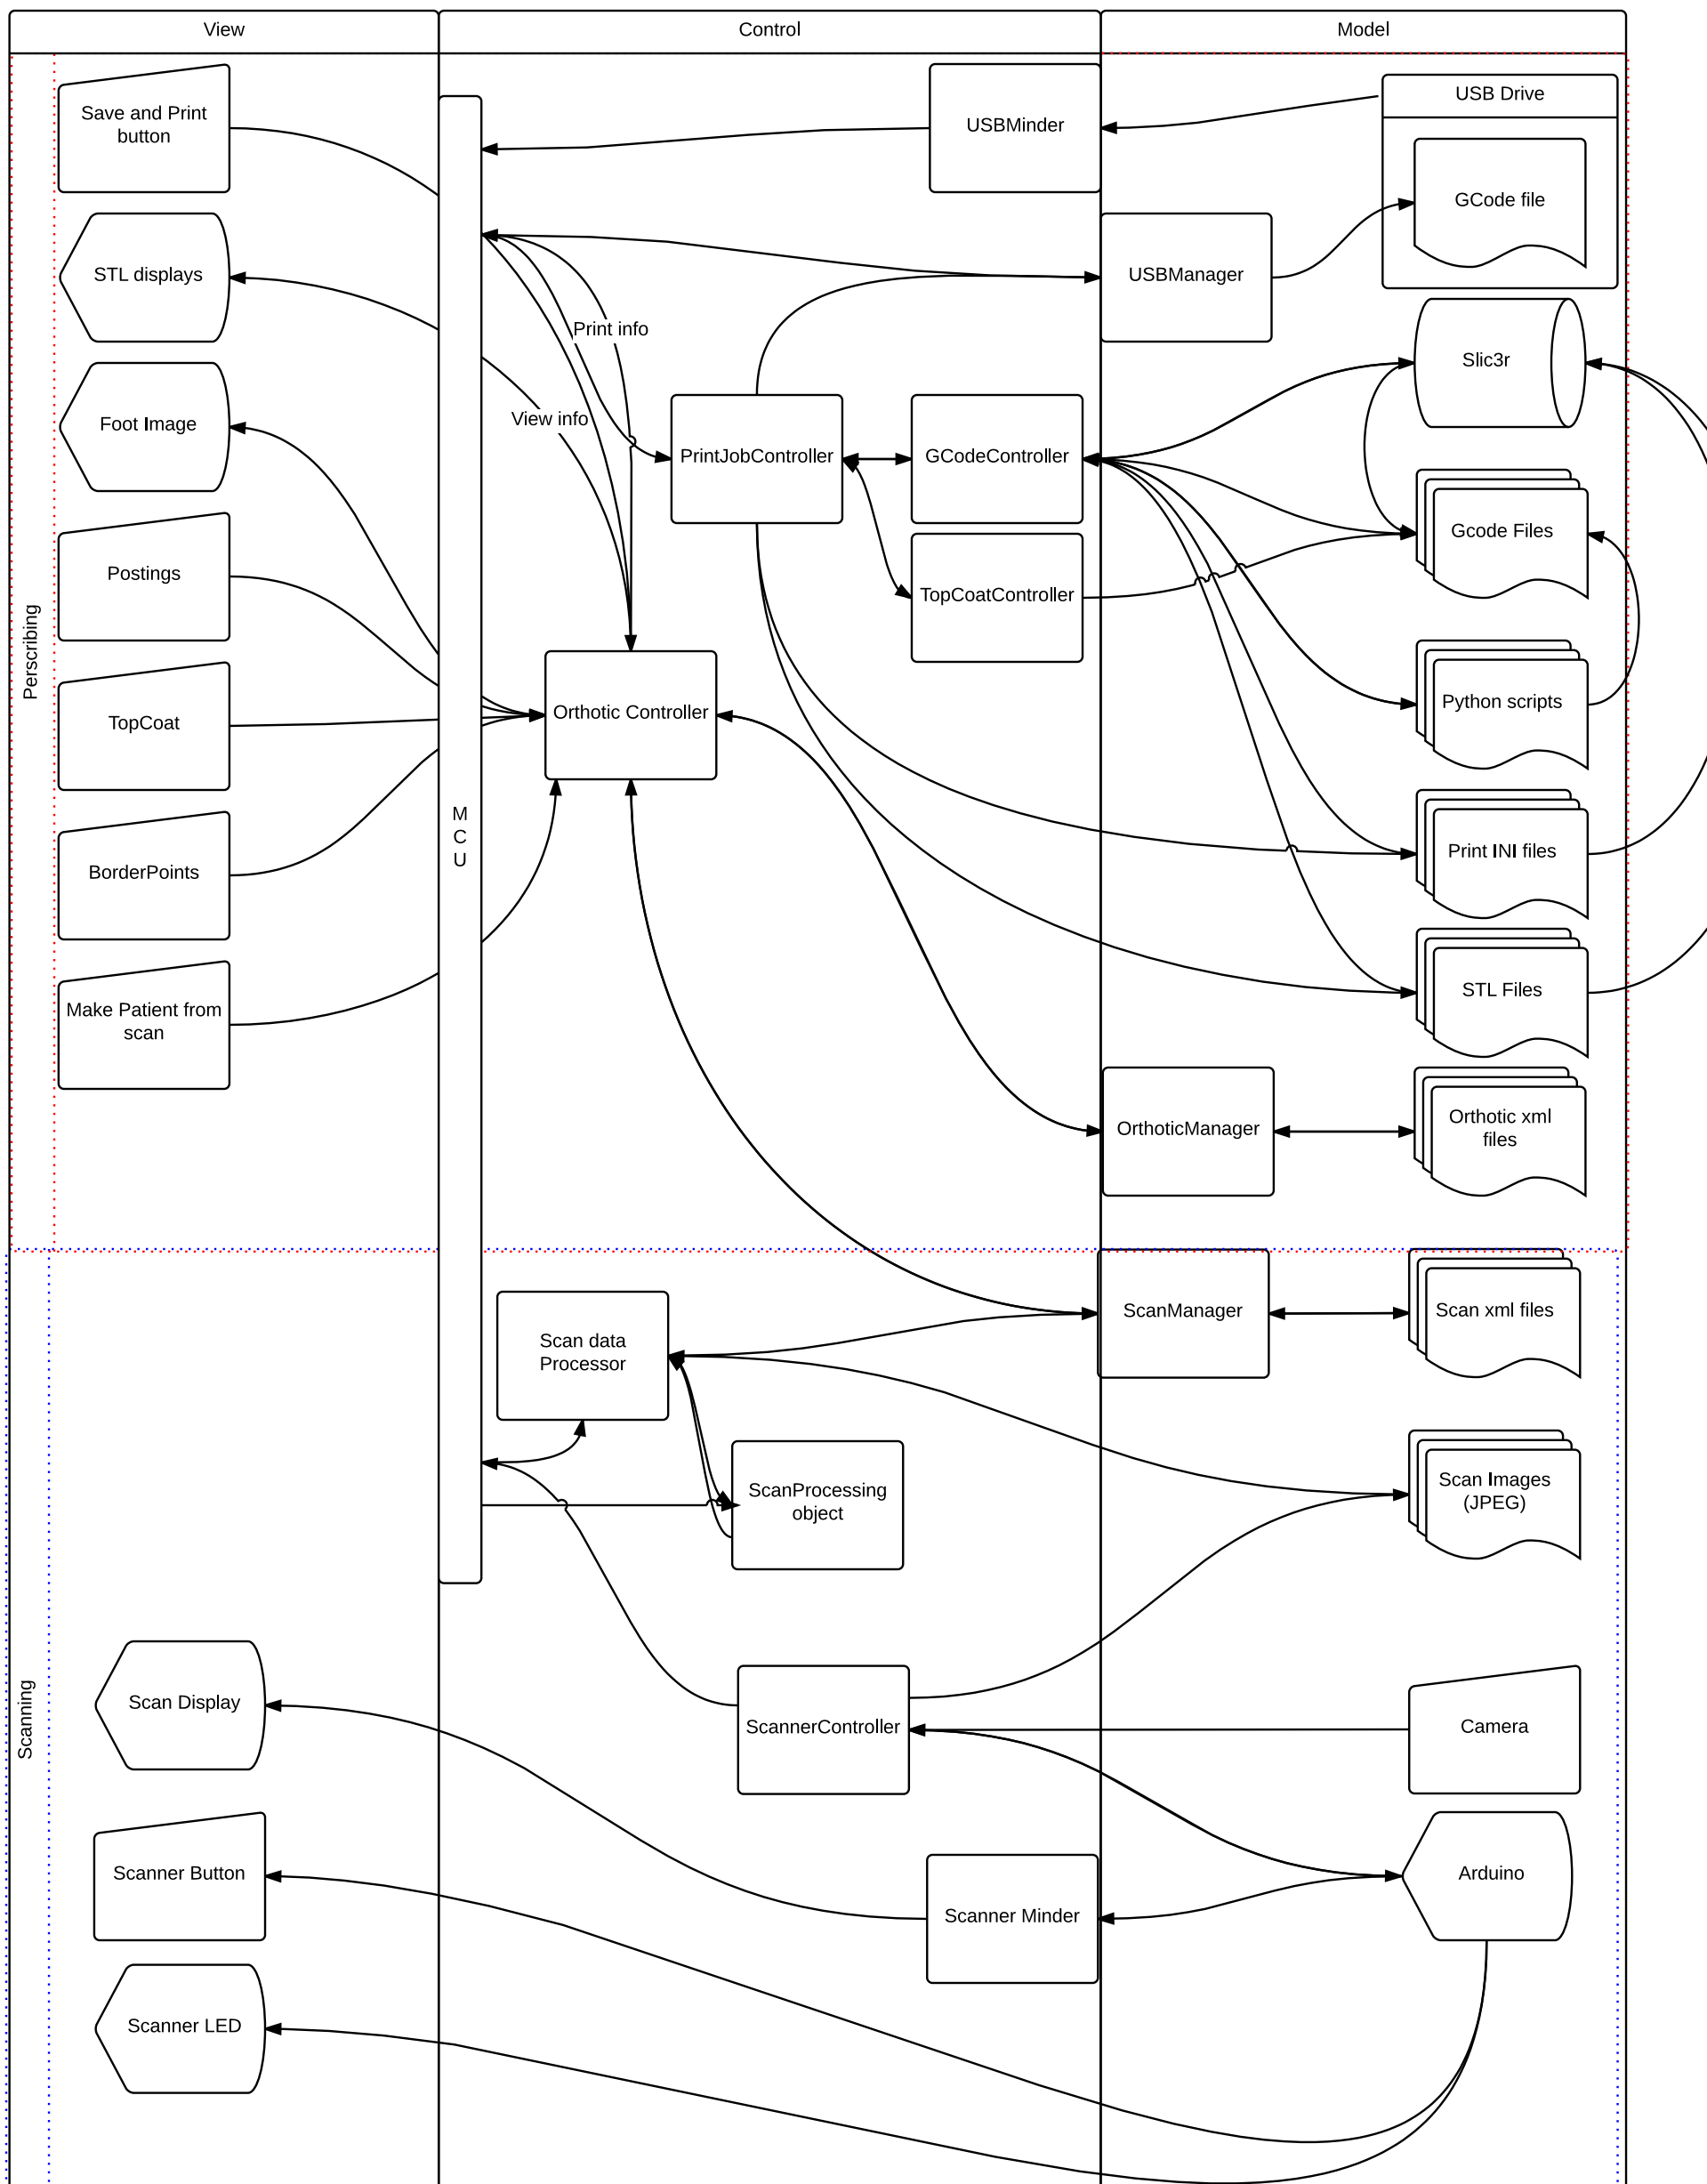 View
Control
Model
Perscribing
Save and Print
button
STL displays
Foot Image
Postings
TopCoat
BorderPoints
Make Patient from
scan
M
C
U
USBMinder
Print info
View info
PrintJobController
GCodeController
TopCoatController
Orthotic Controller
USB Drive
GCode file
USBManager
Slic3r
Gcode Files
Python scripts
Print INI files
STL Files
OrthoticManager
Orthotic xml
files
Scanning
Scan data
Processor
ScanManager
Scan xml files
ScanProcessing
object
Scan Images
(JPEG)
Scan Display
ScannerController
Camera
Scanner Button
Scanner Minder
Arduino
Scanner LED